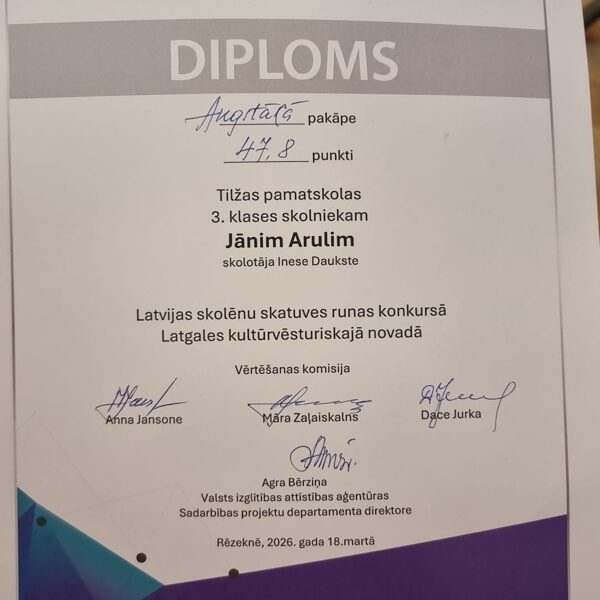 DIPLOMS
Augstākā pakāpe
47,8 punkti
Tilžas pamatskolas
3. klases skolniekam
Jānim Arulim
skolotāja Inese Daukste
Latvijas skolēnu skatuves runas konkursā
Latgales kultūrvēsturiskajā novadā
Vērtēšanas komisija
Anna Jansone
Māra Zaļaiskalns
Dace Jurka
Agra Bērziņa
Valsts izglītības attīstības aģentūras
Sadarbības projektu departamenta direktore
Rēzeknē, 2026. gada 18.martā